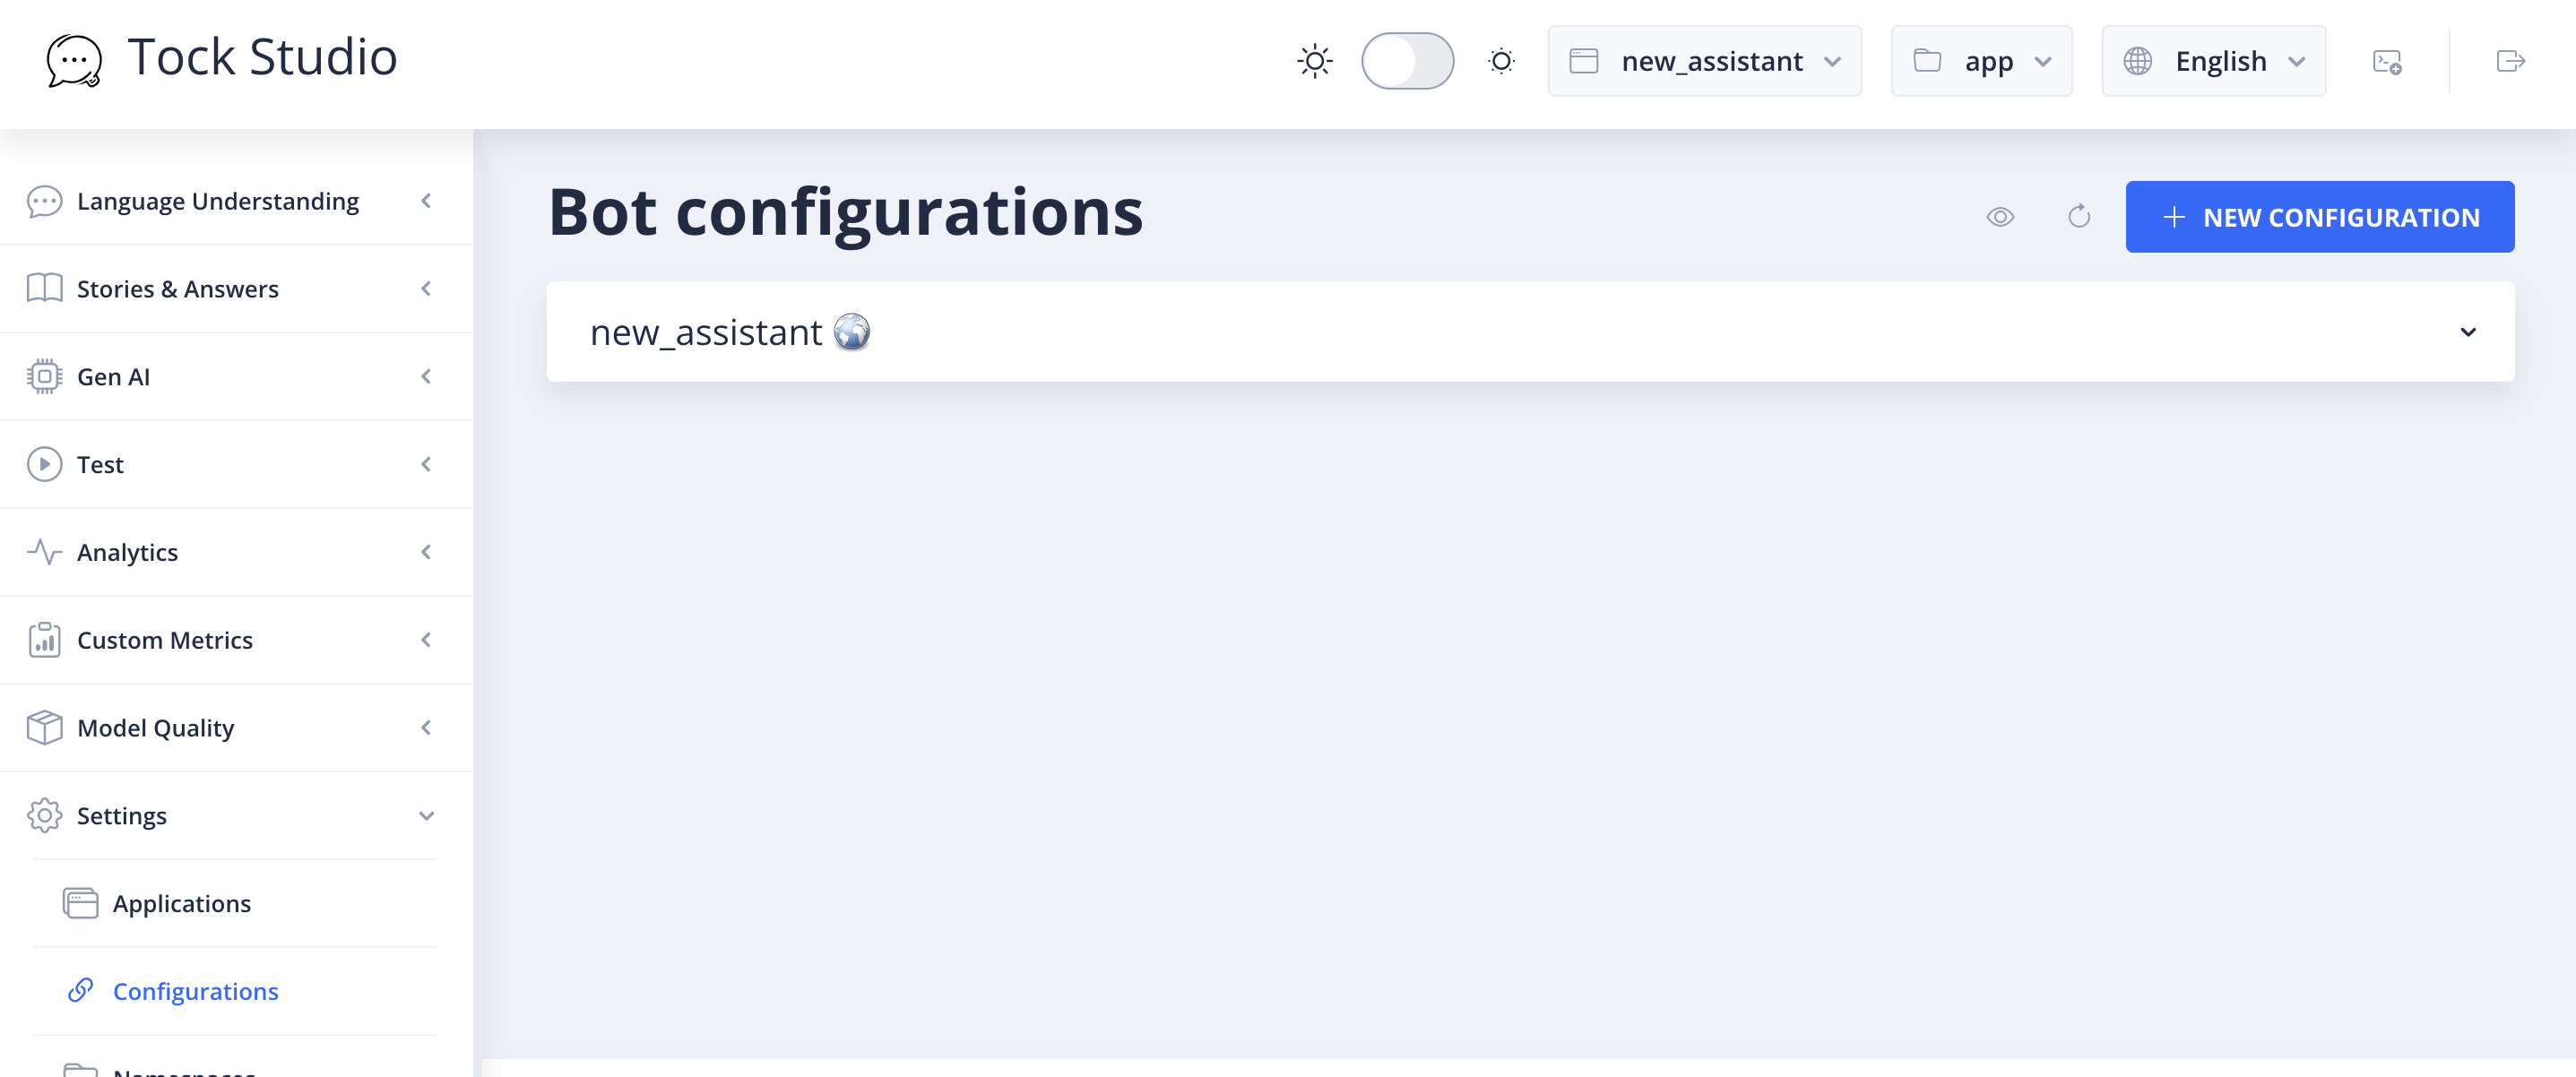 Tock Studio
new_assistant
app
English
Language Understanding
Stories & Answers
Gen AI
Test
Analytics
Custom Metrics
Model Quality
Settings
Applications
Configurations
Namespaces
Bot configurations
NEW CONFIGURATION
new_assistant